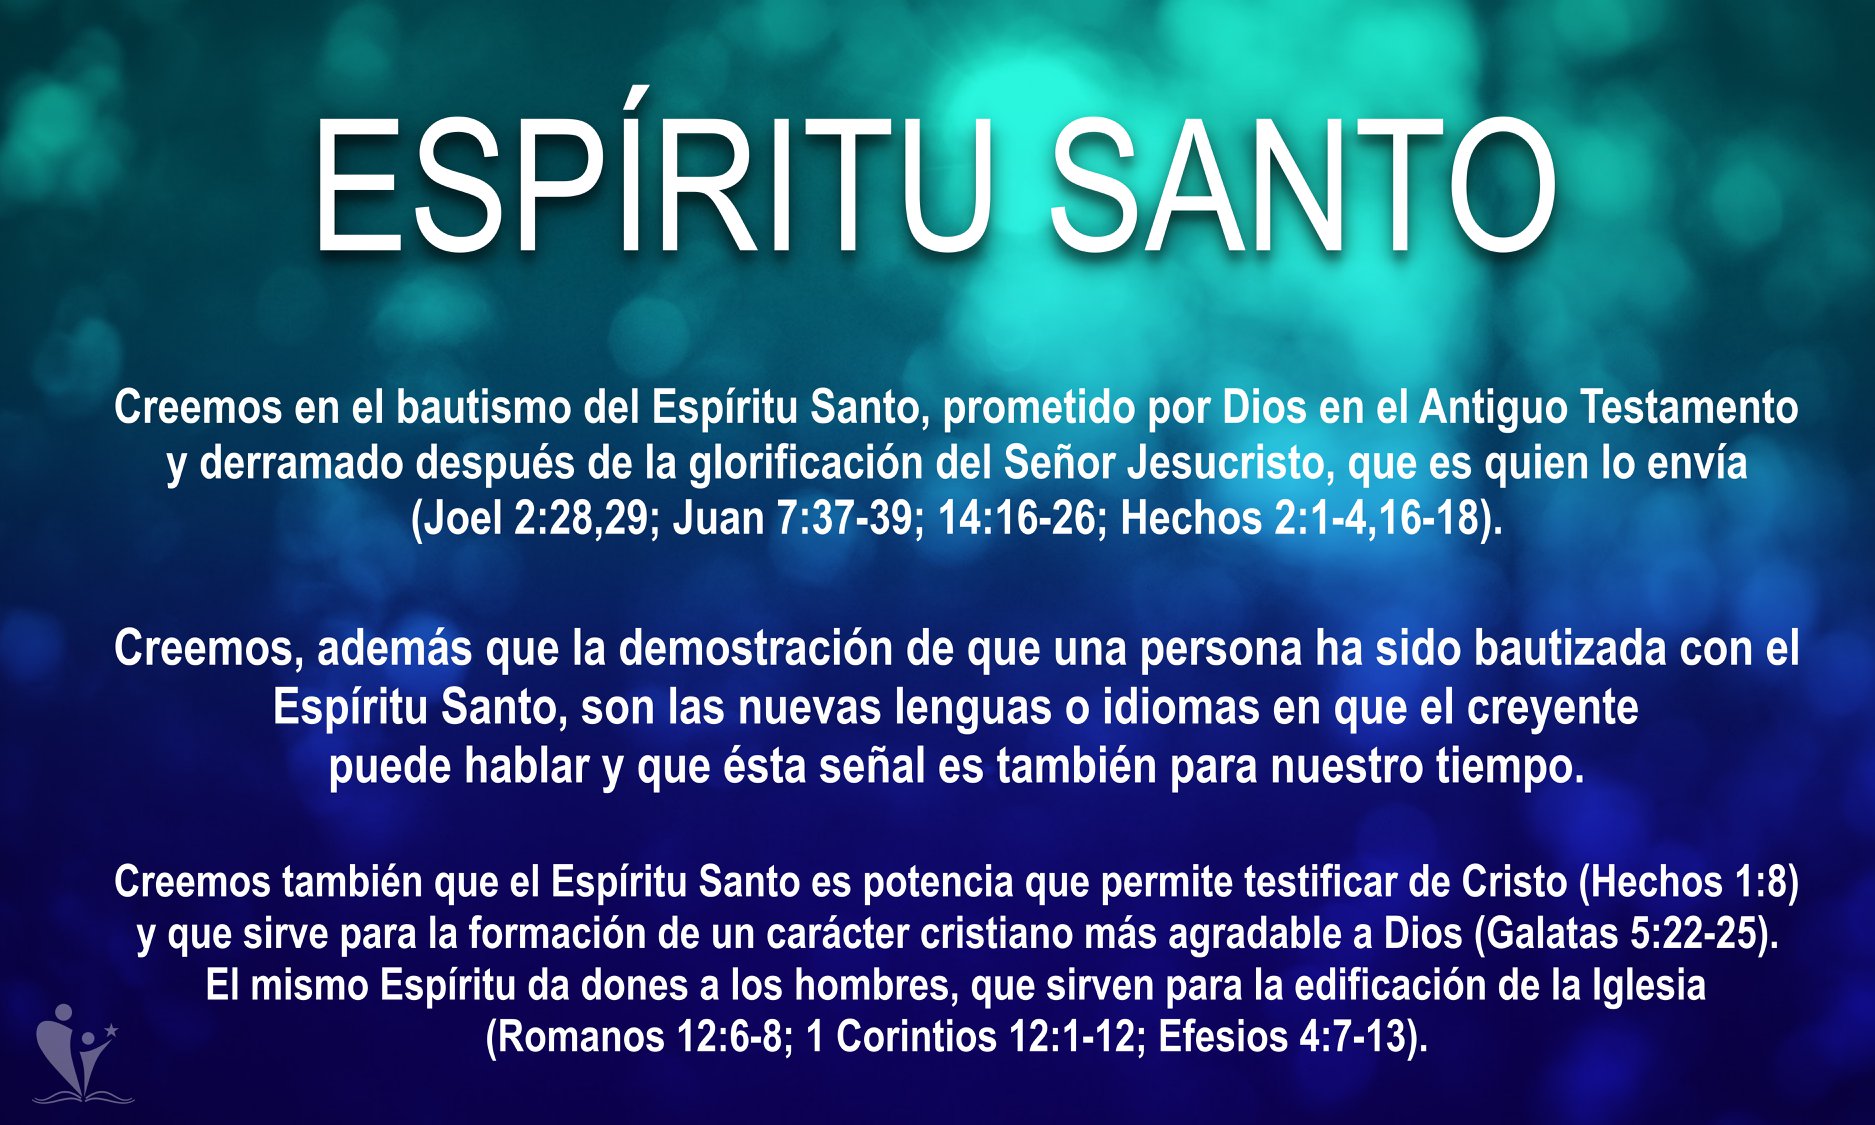 ESPÍRITU SANTO
Creemos en el bautismo del Espíritu Santo, prometido por Dios en el Antiguo Testamento
y derramado después de la glorificación del Señor Jesucristo, que es quien lo envía
(Joel 2:28,29; Juan 7:37-39; 14:16-26; Hechos 2:1-4,16-18).
Creemos, además que la demostración de que una persona ha sido bautizada con el
Espíritu Santo, son las nuevas lenguas o idiomas en que el creyente
puede hablar y que ésta señal es también para nuestro tiempo.
Creemos también que el Espíritu Santo es potencia que permite testificar de Cristo (Hechos 1:8)
y que sirve para la formación de un carácter cristiano más agradable a Dios (Galatas 5:22-25).
El mismo Espíritu da dones a los hombres, que sirven para la edificación de la Iglesia
(Romanos 12:6-8; 1 Corintios 12:1-12; Efesios 4:7-13).